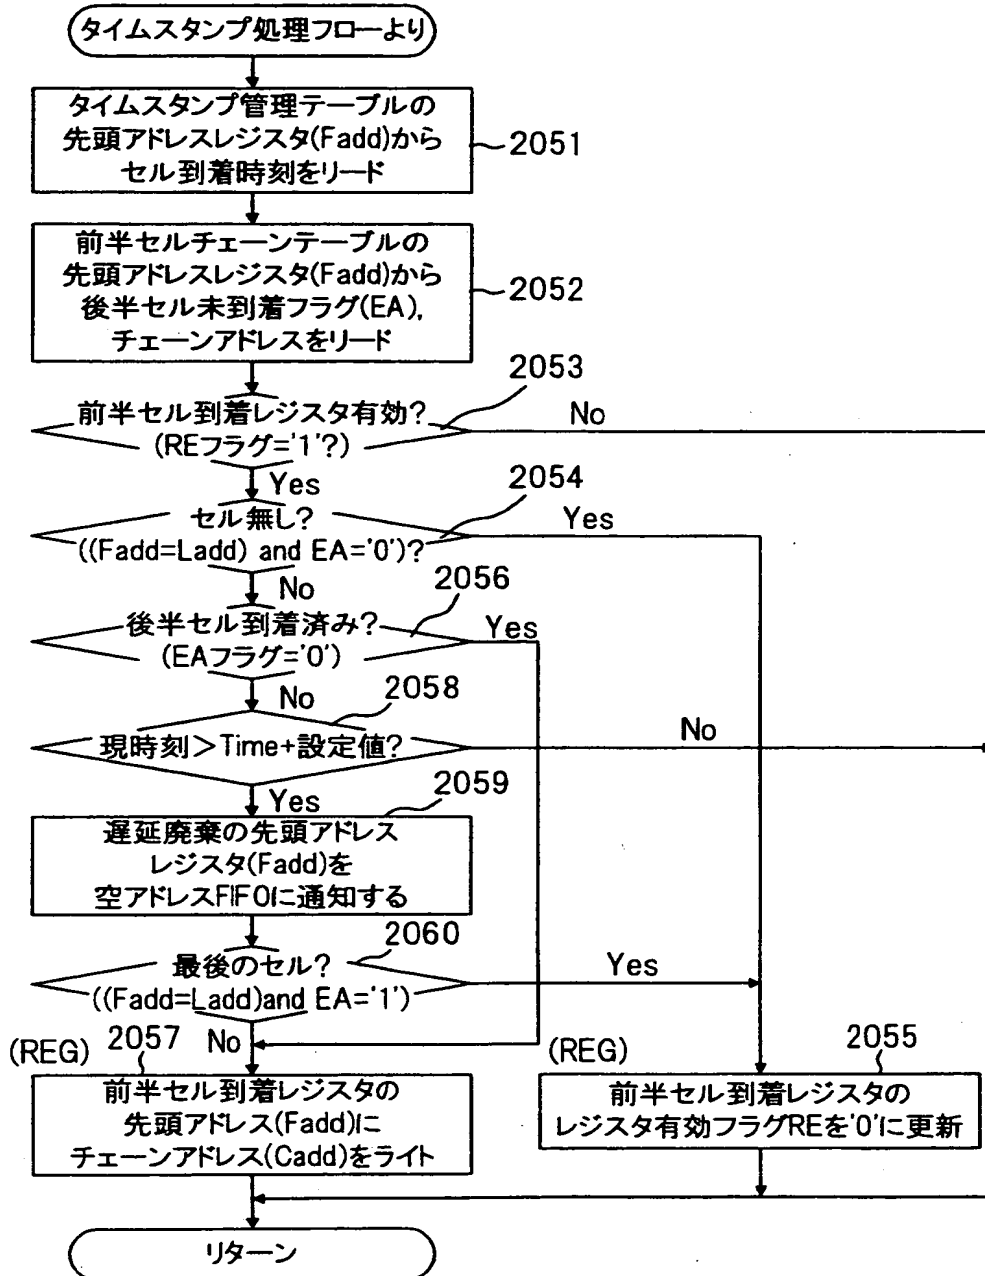 タイムスタンプ処理フローより
タイムスタンプ管理テーブルの
先頭アドレスレジスタ(Fadd)から
セル到着時刻をリード
2051
前半セルチェーンテーブルの
先頭アドレスレジスタ(Fadd)から
後半セル未到着フラグ(EA),
チェーンアドレスをリード
2052
2053
前半セル到着レジスタ有効?
(REフラグ='1'?)
No
Yes
2054
セル無し?
((Fadd=Ladd) and EA='0')?
Yes
No
2056
後半セル到着済み?
(EAフラグ='0')
Yes
No
2058
現時刻>Time+設定値?
No
Yes
2059
遅延廃棄の先頭アドレス
レジスタ(Fadd)を
空アドレスFIFOに通知する
2060
最後のセル?
((Fadd=Ladd)and EA='1')
Yes
No
(REG)
2057
前半セル到着レジスタの
先頭アドレス(Fadd)に
チェーンアドレス(Cadd)をライト
(REG)
2055
前半セル到着レジスタの
レジスタ有効フラグREを'0'に更新
リターン